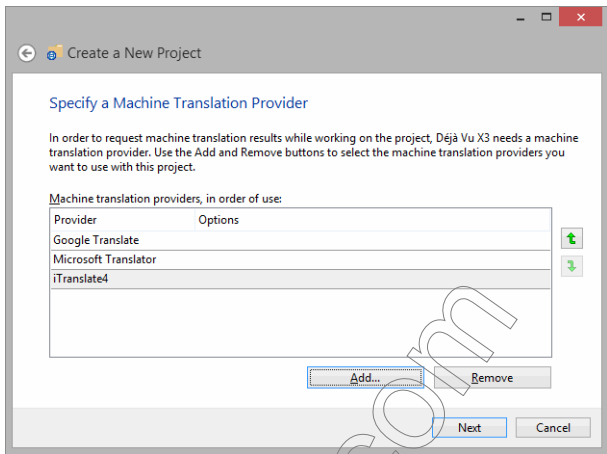 Create a New Project
Specify a Machine Translation Provider
In order to request machine translation results while working on the project, Déjà Vu X3 needs a machine
translation provider. Use the Add and Remove buttons to select the machine translation providers you
want to use with this project.
Machine translation providers, in order of use:
Provider Options
Google Translate
Microsoft Translator
iTranslate4
Add... Remove
Next Cancel
com